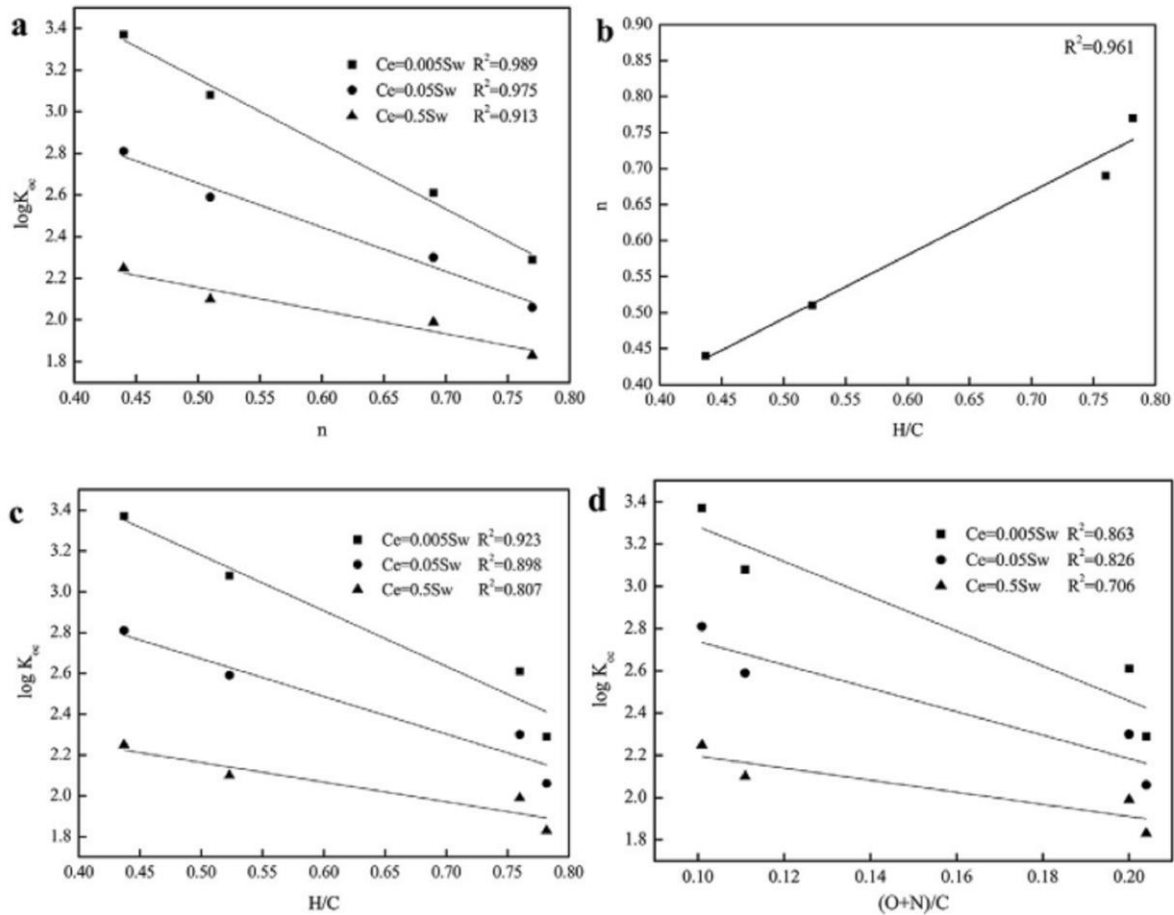 a
3.4
3.2
3.0
2.8
2.6
2.4
2.2
2.0
1.8
logK_oc
■ Ce=0.005Sw R²=0.989
● Ce=0.05Sw R²=0.975
▲ Ce=0.5Sw R²=0.913
0.40 0.45 0.50 0.55 0.60 0.65 0.70 0.75 0.80
n
b
R²=0.961
0.90
0.85
0.80
0.75
0.70
0.65
0.60
0.55
0.50
0.45
0.40
n
0.40 0.45 0.50 0.55 0.60 0.65 0.70 0.75 0.80
H/C
c
3.4
3.2
3.0
2.8
2.6
2.4
2.2
2.0
1.8
log K_oc
■ Ce=0.005Sw R²=0.923
● Ce=0.05Sw R²=0.898
▲ Ce=0.5Sw R²=0.807
0.40 0.45 0.50 0.55 0.60 0.65 0.70 0.75 0.80
H/C
d
3.4
3.2
3.0
2.8
2.6
2.4
2.2
2.0
1.8
log K_oc
■ Ce=0.005Sw R²=0.863
● Ce=0.05Sw R²=0.826
▲ Ce=0.5Sw R²=0.706
0.10 0.12 0.14 0.16 0.18 0.20
(O+N)/C